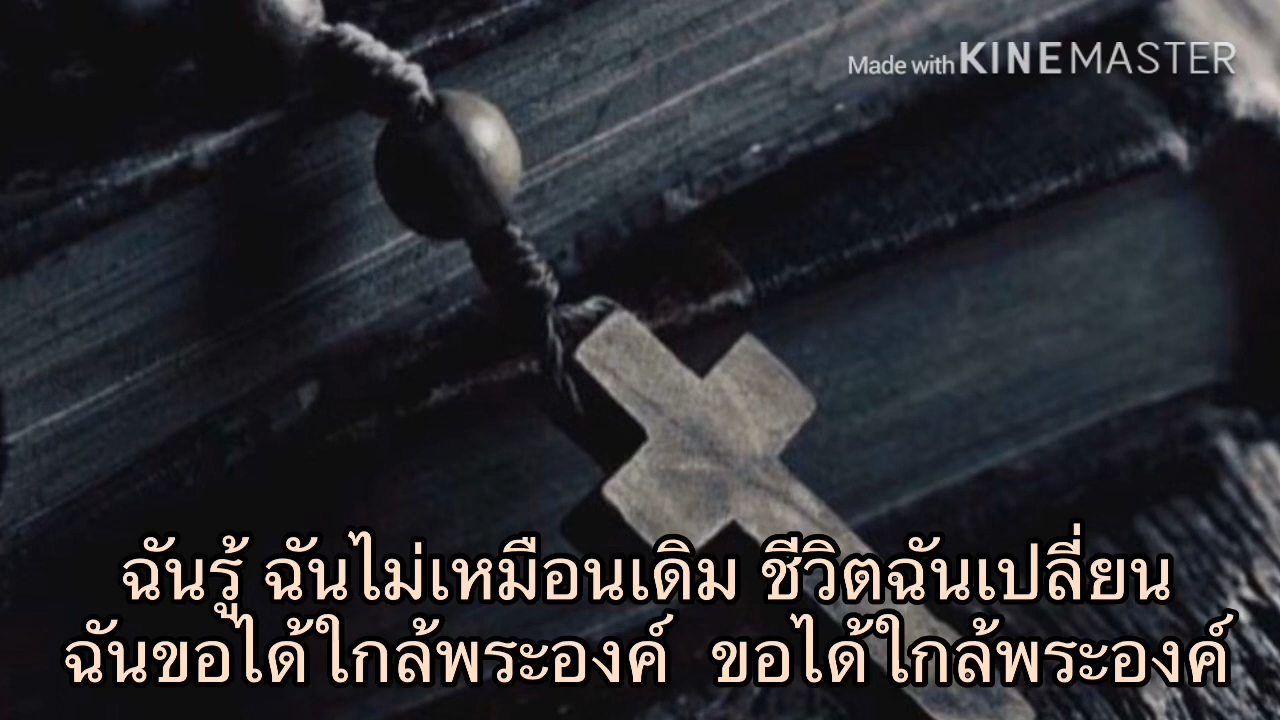 Made with KINEMASTER
ฉันรู้ ฉันไม่เหมือนเดิม ชีวิตฉันเปลี่ยน
ฉันขอได้ใกล้พระองค์ ขอได้ใกล้พระองค์